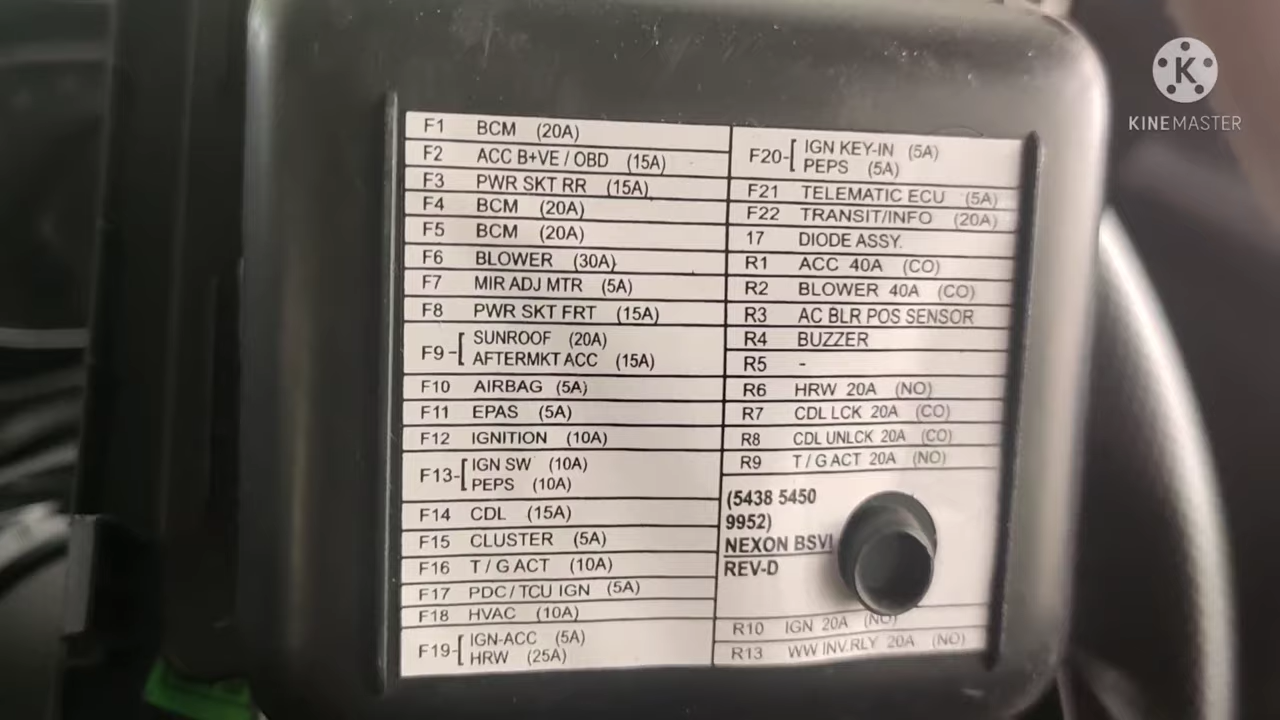 F1 BCM (20A)
F2 ACC B+VE / OBD (15A)
F3 PWR SKT RR (15A)
F4 BCM (20A)
F5 BCM (20A)
F6 BLOWER (30A)
F7 MIR ADJ MTR (5A)
F8 PWR SKT FRT (15A)
F9 -[ SUNROOF (20A)
AFTERMKT ACC (15A)
F10 AIRBAG (5A)
F11 EPAS (5A)
F12 IGNITION (10A)
F13-[ IGN SW (10A)
PEPS (10A)
F14 CDL (15A)
F15 CLUSTER (5A)
F16 T / G ACT (10A)
F17 PDC / TCU IGN (5A)
F18 HVAC (10A)
F19-[ IGN-ACC (5A)
HRW (25A)
F20-[ IGN KEY-IN (5A)
PEPS (5A)
F21 TELEMATIC ECU (5A)
F22 TRANSIT/INFO (20A)
17 DIODE ASSY.
R1 ACC 40A (CO)
R2 BLOWER 40A (CO)
R3 AC BLR POS SENSOR
R4 BUZZER
R5 -
R6 HRW 20A (NO)
R7 CDL LCK 20A (CO)
R8 CDL UNLCK 20A (CO)
R9 T / G ACT 20A (NO)
(5438 5450
9952)
NEXON BSVI
REV-D
R10 IGN 20A (NO)
R13 WW INV.RLY 20A (NO)
K
KINEMASTER